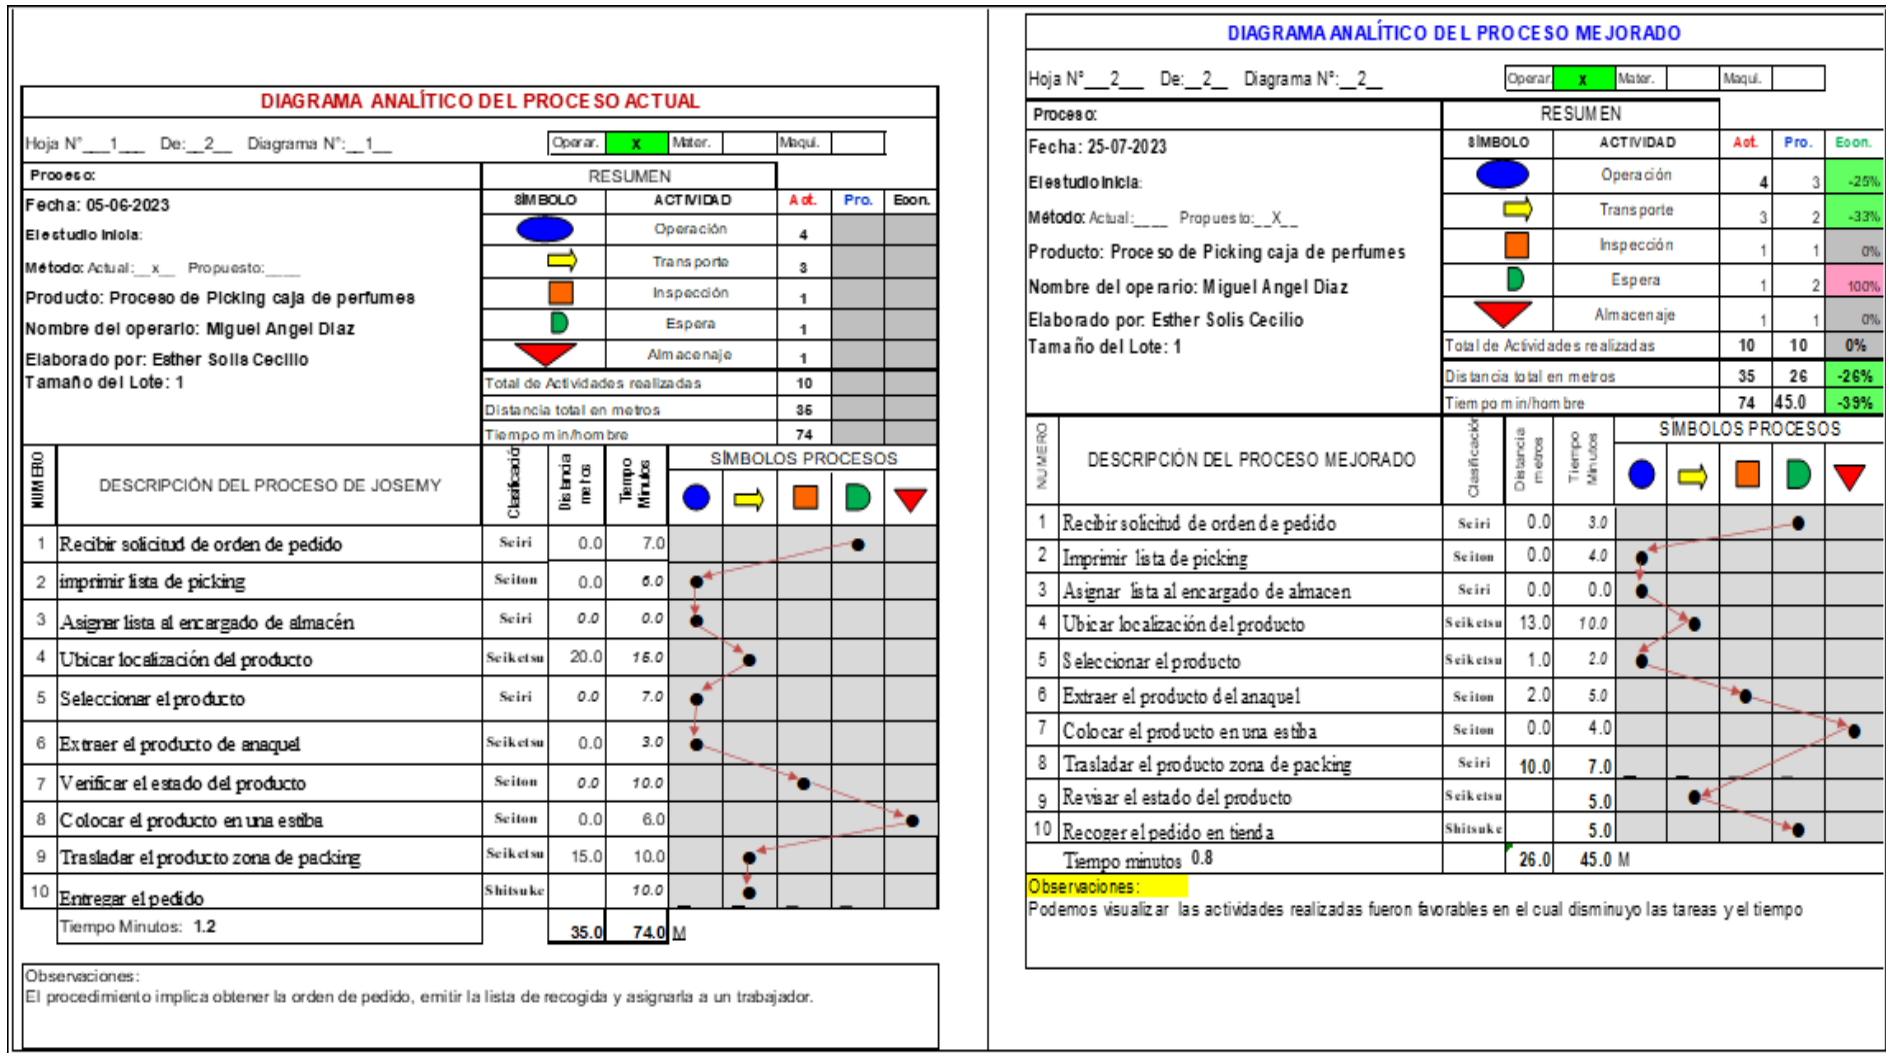 DIAGRAMA ANALÍTICO DEL PROCESO ACTUAL
Hoja N°___1___ De:__2__ Diagrama N°:__1__ Operar. x Mater. Maqui.
Proceso: RESUMEN
Fecha: 05-06-2023 SÍMBOLO ACTIVIDAD Act. Pro. Econ.
El estudio Inicia: Operación 4
Método: Actual:__x__ Propuesto:____ Transporte 3
Producto: Proceso de Picking caja de perfumes Inspección 1
Nombre del operario: Miguel Angel Diaz Espera 1
Elaborado por: Esther Solis Cecilio Almacenaje 1
Tamaño del Lote: 1 Total de Actividades realizadas 10
Distancia total en metros 35
Tiempo min/hombre 74
NUMERO DESCRIPCIÓN DEL PROCESO DE JOSEMY Clasificació Distancia metros Tiempo Minutos SÍMBOLOS PROCESOS
1 Recibir solicitud de orden de pedido Seiri 0.0 7.0
2 imprimir lista de picking Seiton 0.0 6.0
3 Asignar lista al encargado de almacén Seiri 0.0 0.0
4 Ubicar localización del producto Seiketsu 20.0 15.0
5 Seleccionar el producto Seiri 0.0 7.0
6 Extraer el producto de anaquel Seiketsu 0.0 3.0
7 Verificar el estado del producto Seiton 0.0 10.0
8 Colocar el producto en una estiba Seiton 0.0 6.0
9 Trasladar el producto zona de packing Seiketsu 15.0 10.0
10 Entregar el pedido Shitsuke 10.0
Tiempo Minutos: 1.2 35.0 74.0 M
Observaciones:
El procedimiento implica obtener la orden de pedido, emitir la lista de recogida y asignarla a un trabajador.
DIAGRAMA ANALÍTICO DEL PROCESO MEJORADO
Hoja N°___2___ De:__2__ Diagrama N°:__2__ Operar. x Mater. Maqui.
Proceso: RESUMEN
Fecha: 25-07-2023 SÍMBOLO ACTIVIDAD Act. Pro. Econ.
El estudio Inicia: Operación 4 3 -25%
Método: Actual:____ Propuesto:__X__ Transporte 3 2 -33%
Producto: Proceso de Picking caja de perfumes Inspección 1 1 0%
Nombre del operario: Miguel Angel Diaz Espera 1 2 100%
Elaborado por: Esther Solis Cecilio Almacenaje 1 1 0%
Tamaño del Lote: 1 Total de Actividades realizadas 10 10 0%
Distancia total en metros 35 26 -26%
Tiempo min/hombre 74 45.0 -39%
NUMERO DESCRIPCIÓN DEL PROCESO MEJORADO Clasificación Distancia metros Tiempo Minutos SÍMBOLOS PROCESOS
1 Recibir solicitud de orden de pedido Seiri 0.0 3.0
2 Imprimir lista de picking Seiton 0.0 4.0
3 Asignar lista al encargado de almacen Seiri 0.0 0.0
4 Ubicar localización del producto Seiketsu 13.0 10.0
5 Seleccionar el producto Seiketsu 1.0 2.0
6 Extraer el producto del anaquel Seiton 2.0 5.0
7 Colocar el producto en una estiba Seiton 0.0 4.0
8 Trasladar el producto zona de packing Seiri 10.0 7.0
9 Revisar el estado del producto Seiketsu 5.0
10 Recoger el pedido en tienda Shitsuke 5.0
Tiempo minutos 0.8 26.0 45.0 M
Observaciones:
Podemos visualizar las actividades realizadas fueron favorables en el cual disminuyo las tareas y el tiempo